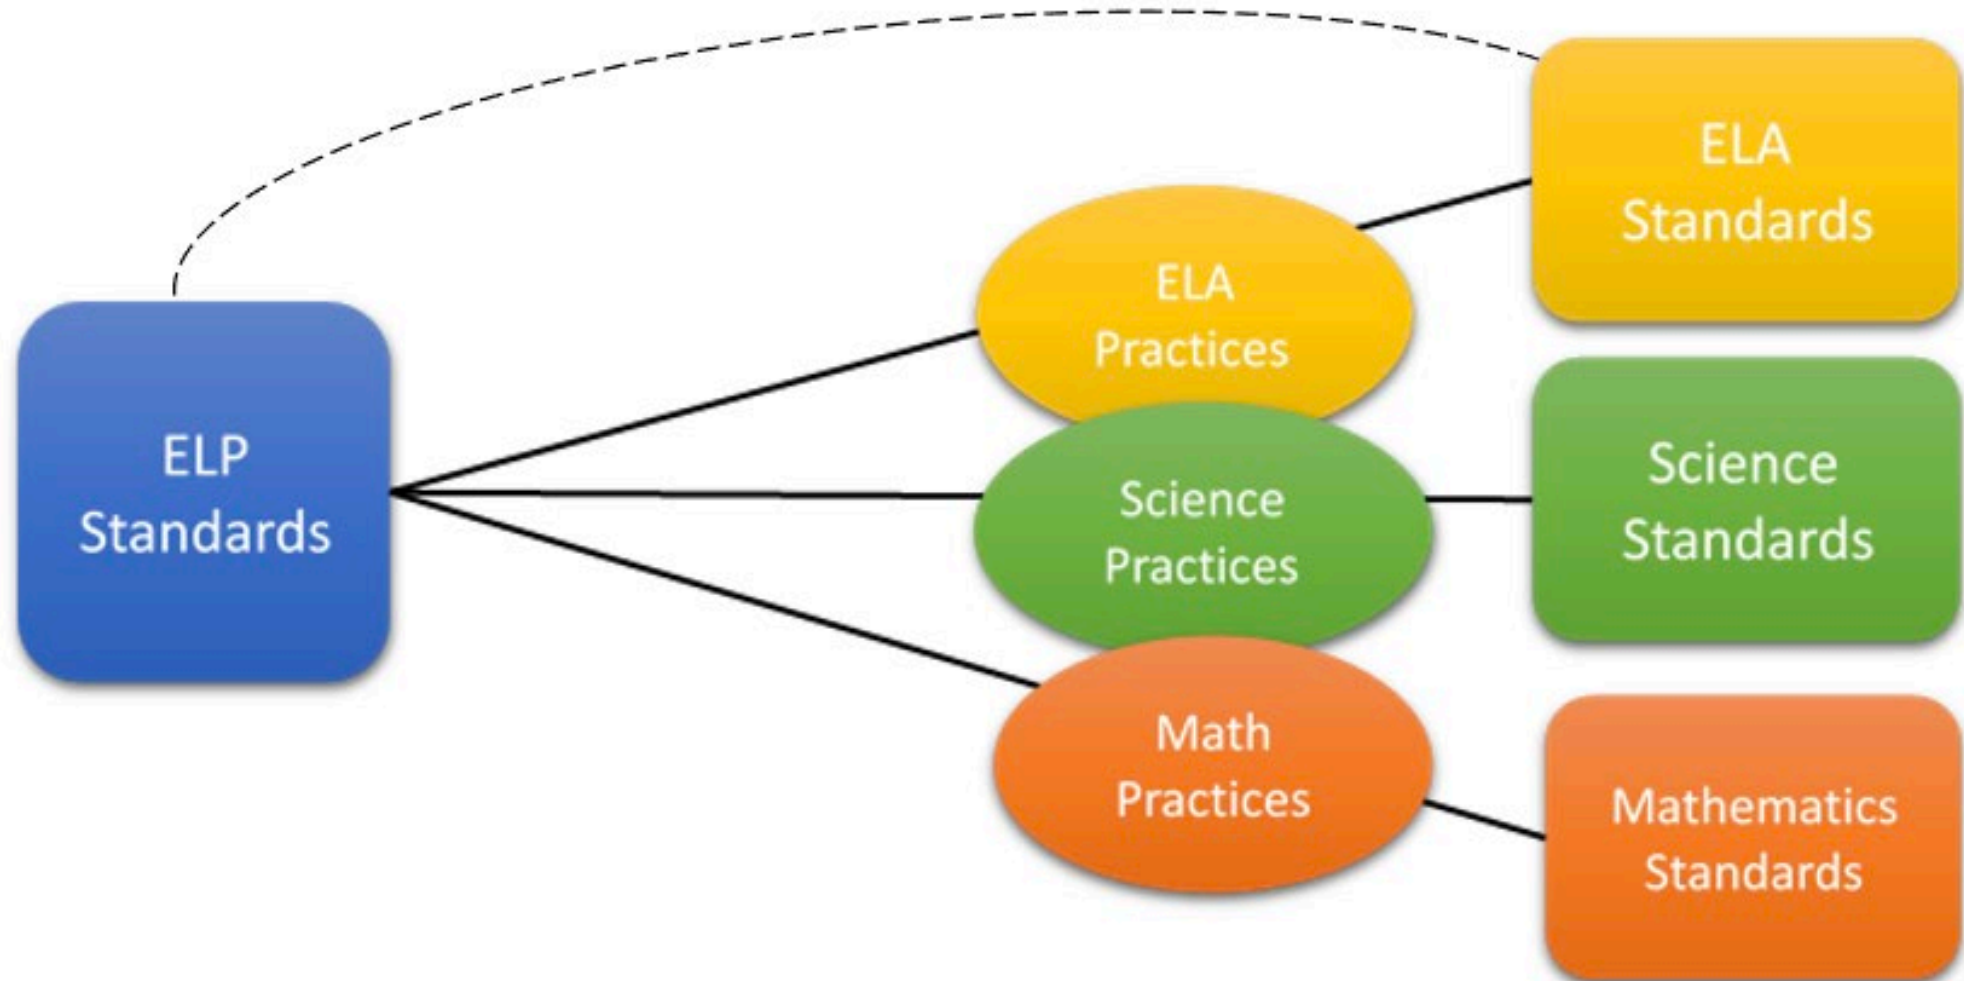 ELP
Standards
ELA
Practices
Science
Practices
Math
Practices
ELA
Standards
Science
Standards
Mathematics
Standards